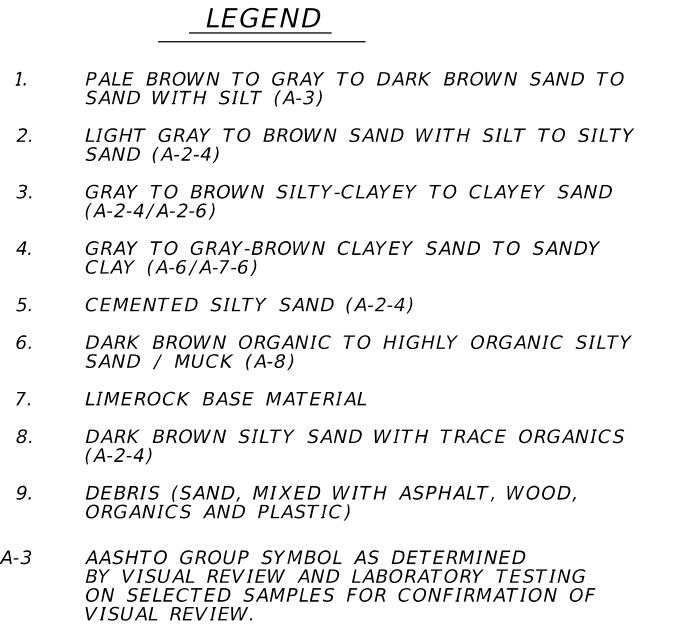 LEGEND
1. PALE BROWN TO GRAY TO DARK BROWN SAND TO
SAND WITH SILT (A-3)
2. LIGHT GRAY TO BROWN SAND WITH SILT TO SILTY
SAND (A-2-4)
3. GRAY TO BROWN SILTY-CLAYEY TO CLAYEY SAND
(A-2-4/A-2-6)
4. GRAY TO GRAY-BROWN CLAYEY SAND TO SANDY
CLAY (A-6/A-7-6)
5. CEMENTED SILTY SAND (A-2-4)
6. DARK BROWN ORGANIC TO HIGHLY ORGANIC SILTY
SAND / MUCK (A-8)
7. LIMEROCK BASE MATERIAL
8. DARK BROWN SILTY SAND WITH TRACE ORGANICS
(A-2-4)
9. DEBRIS (SAND, MIXED WITH ASPHALT, WOOD,
ORGANICS AND PLASTIC)
A-3 AASHTO GROUP SYMBOL AS DETERMINED
BY VISUAL REVIEW AND LABORATORY TESTING
ON SELECTED SAMPLES FOR CONFIRMATION OF
VISUAL REVIEW.